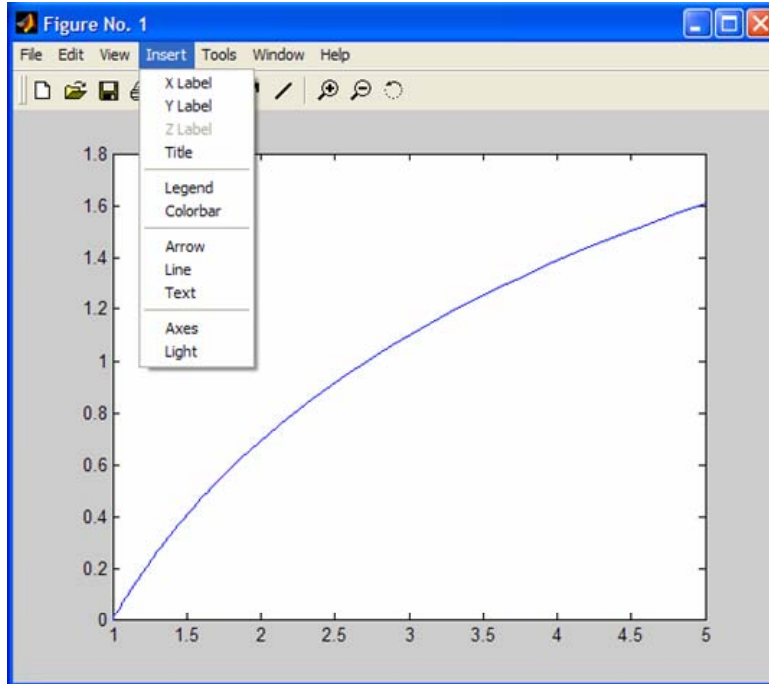 Figure No. 1
File Edit View Insert Tools Window Help
X Label
Y Label
Z Label
Title
Legend
Colorbar
Arrow
Line
Text
Axes
Light
1.8
1.6
1.4
1.2
1
0.8
0.6
0.4
0.2
0
1 1.5 2 2.5 3 3.5 4 4.5 5